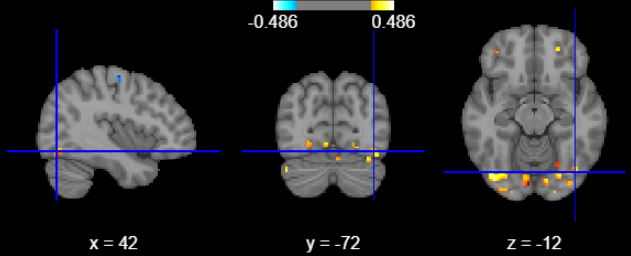 -0.486 0.486
x = 42 y = -72 z = -12